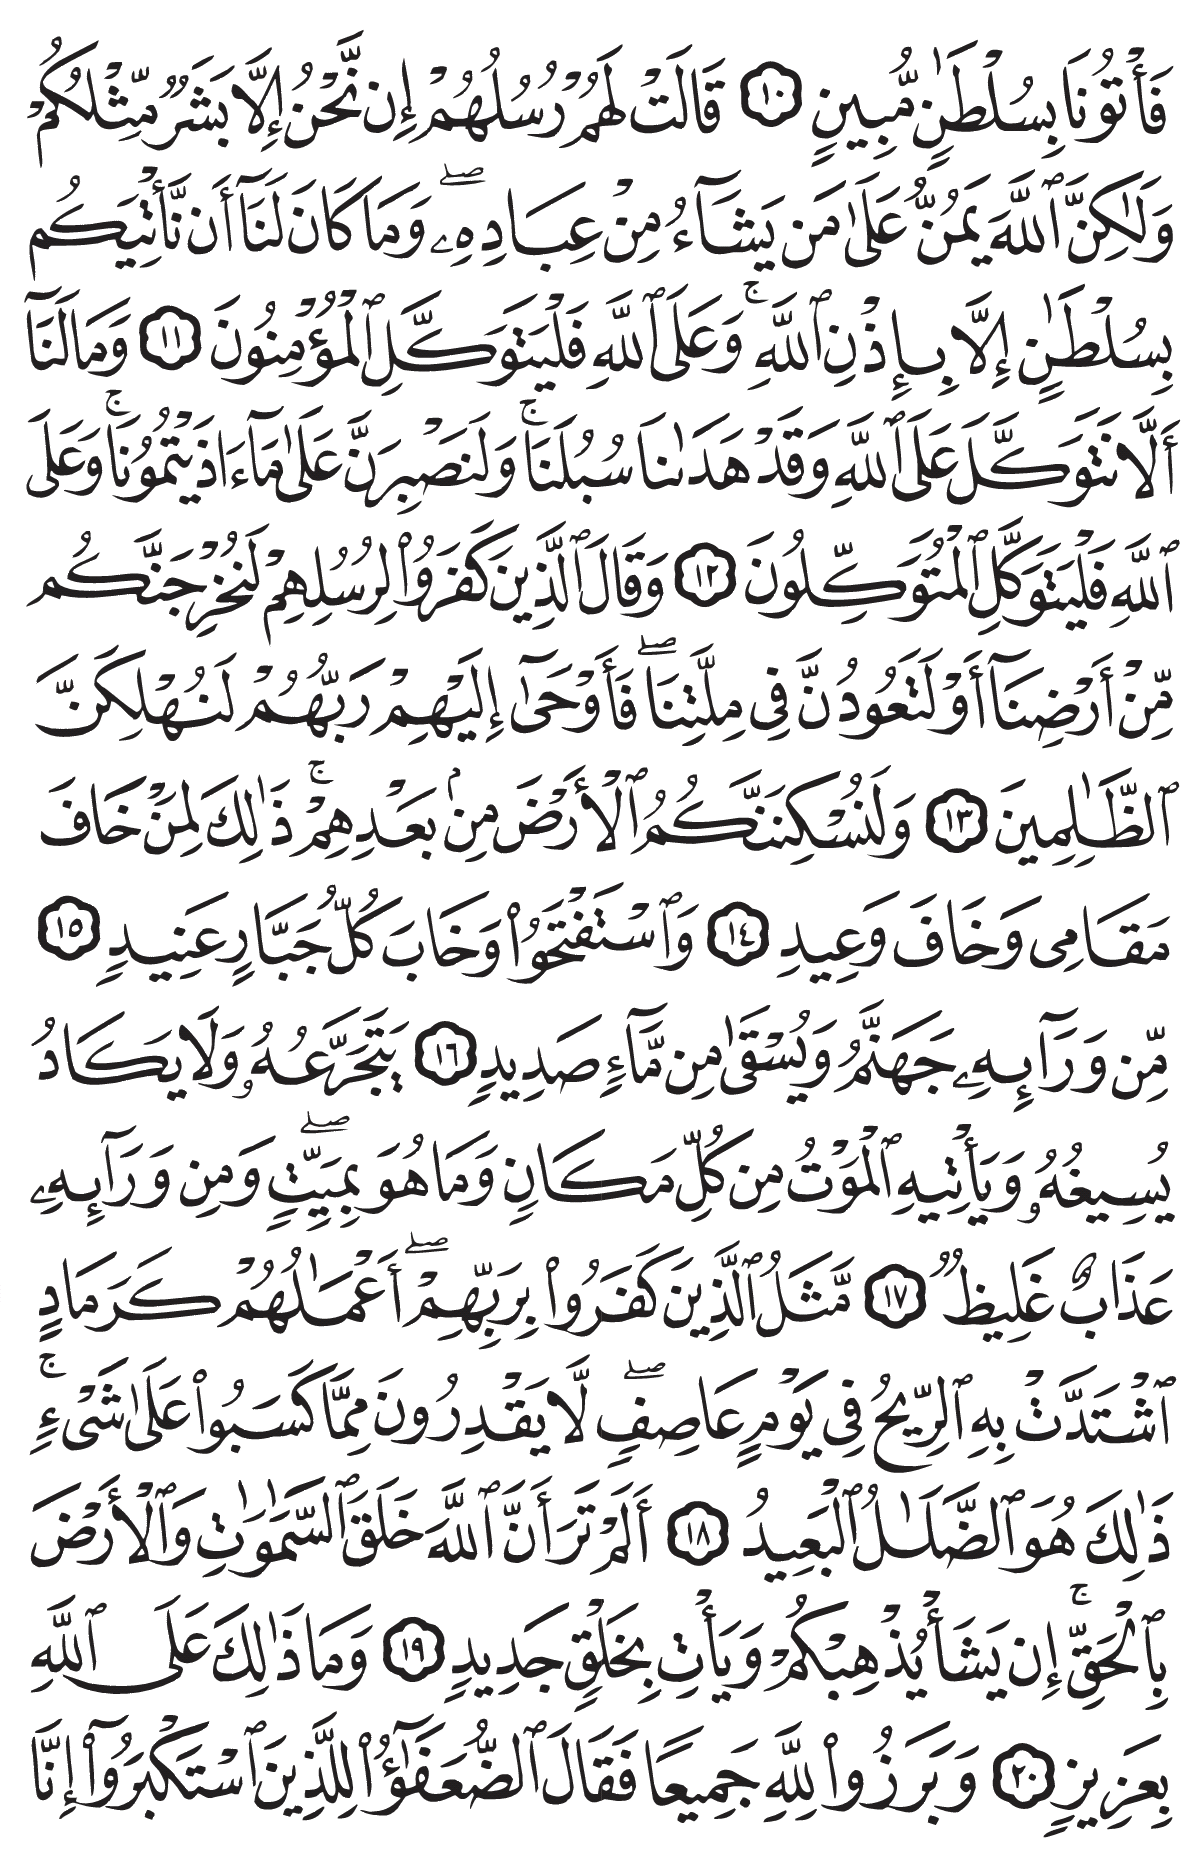 فَأْتُونَا بِسُلْطَٰنٍ مُّبِينٍ ١٠ قَالَتْ لَهُمْ رُسُلُهُمْ إِن نَّحْنُ إِلَّا بَشَرٌ مِّثْلُكُمْ
وَلَٰكِنَّ ٱللَّهَ يَمُنُّ عَلَىٰ مَن يَشَآءُ مِنْ عِبَادِهِۦ ۖ وَمَا كَانَ لَنَآ أَن نَّأْتِيَكُم
بِسُلْطَٰنٍ إِلَّا بِإِذْنِ ٱللَّهِ ۚ وَعَلَى ٱللَّهِ فَلْيَتَوَكَّلِ ٱلْمُؤْمِنُونَ ١١ وَمَا لَنَآ
أَلَّا نَتَوَكَّلَ عَلَى ٱللَّهِ وَقَدْ هَدَىٰنَا سُبُلَنَا ۚ وَلَنَصْبِرَنَّ عَلَىٰ مَآ ءَاذَيْتُمُونَا ۚ وَعَلَى
ٱللَّهِ فَلْيَتَوَكَّلِ ٱلْمُتَوَكِّلُونَ ١٢ وَقَالَ ٱلَّذِينَ كَفَرُوا۟ لِرُسُلِهِمْ لَنُخْرِجَنَّكُم
مِّنْ أَرْضِنَآ أَوْ لَتَعُودُنَّ فِى مِلَّتِنَا ۖ فَأَوْحَىٰٓ إِلَيْهِمْ رَبُّهُمْ لَنُهْلِكَنَّ
ٱلظَّٰلِمِينَ ١٣ وَلَنُسْكِنَنَّكُمُ ٱلْأَرْضَ مِنۢ بَعْدِهِمْ ۚ ذَٰلِكَ لِمَنْ خَافَ
مَقَامِى وَخَافَ وَعِيدِ ١٤ وَٱسْتَفْتَحُوا۟ وَخَابَ كُلُّ جَبَّارٍ عَنِيدٍ ١٥
مِّن وَرَآئِهِۦ جَهَنَّمُ وَيُسْقَىٰ مِن مَّآءٍ صَدِيدٍ ١٦ يَتَجَرَّعُهُۥ وَلَا يَكَادُ
يُسِيغُهُۥ وَيَأْتِيهِ ٱلْمَوْتُ مِن كُلِّ مَكَانٍ وَمَا هُوَ بِمَيِّتٍ ۖ وَمِن وَرَآئِهِۦ
عَذَابٌ غَلِيظٌ ١٧ مَّثَلُ ٱلَّذِينَ كَفَرُوا۟ بِرَبِّهِمْ ۖ أَعْمَٰلُهُمْ كَرَمَادٍ
ٱشْتَدَّتْ بِهِ ٱلرِّيحُ فِى يَوْمٍ عَاصِفٍ ۖ لَّا يَقْدِرُونَ مِمَّا كَسَبُوا۟ عَلَىٰ شَىْءٍ ۚ
ذَٰلِكَ هُوَ ٱلضَّلَٰلُ ٱلْبَعِيدُ ١٨ أَلَمْ تَرَ أَنَّ ٱللَّهَ خَلَقَ ٱلسَّمَٰوَٰتِ وَٱلْأَرْضَ
بِٱلْحَقِّ ۚ إِن يَشَأْ يُذْهِبْكُمْ وَيَأْتِ بِخَلْقٍ جَدِيدٍ ١٩ وَمَا ذَٰلِكَ عَلَى ٱللَّهِ
بِعَزِيزٍ ٢٠ وَبَرَزُوا۟ لِلَّهِ جَمِيعًا فَقَالَ ٱلضُّعَفَٰٓؤُا۟ لِلَّذِينَ ٱسْتَكْبَرُوٓا۟ إِنَّا